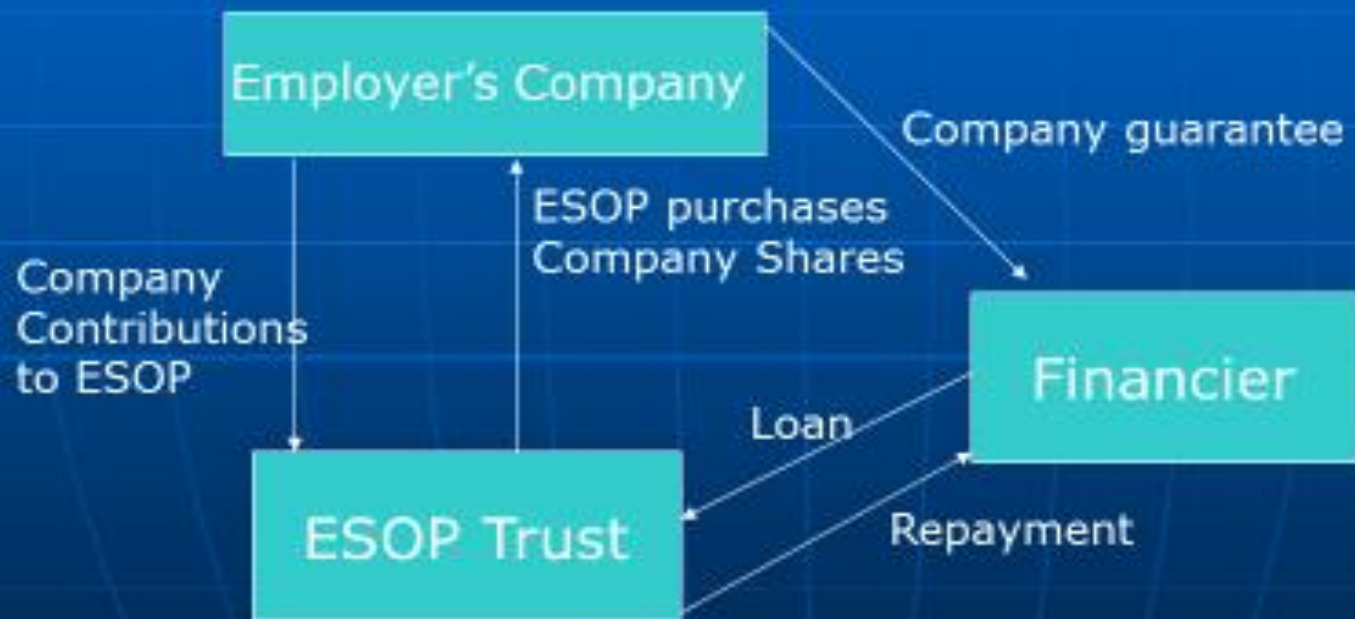 Employer's Company
Company guarantee
ESOP purchases
Company Shares
Company
Contributions
to ESOP
Financier
Loan
ESOP Trust
Repayment